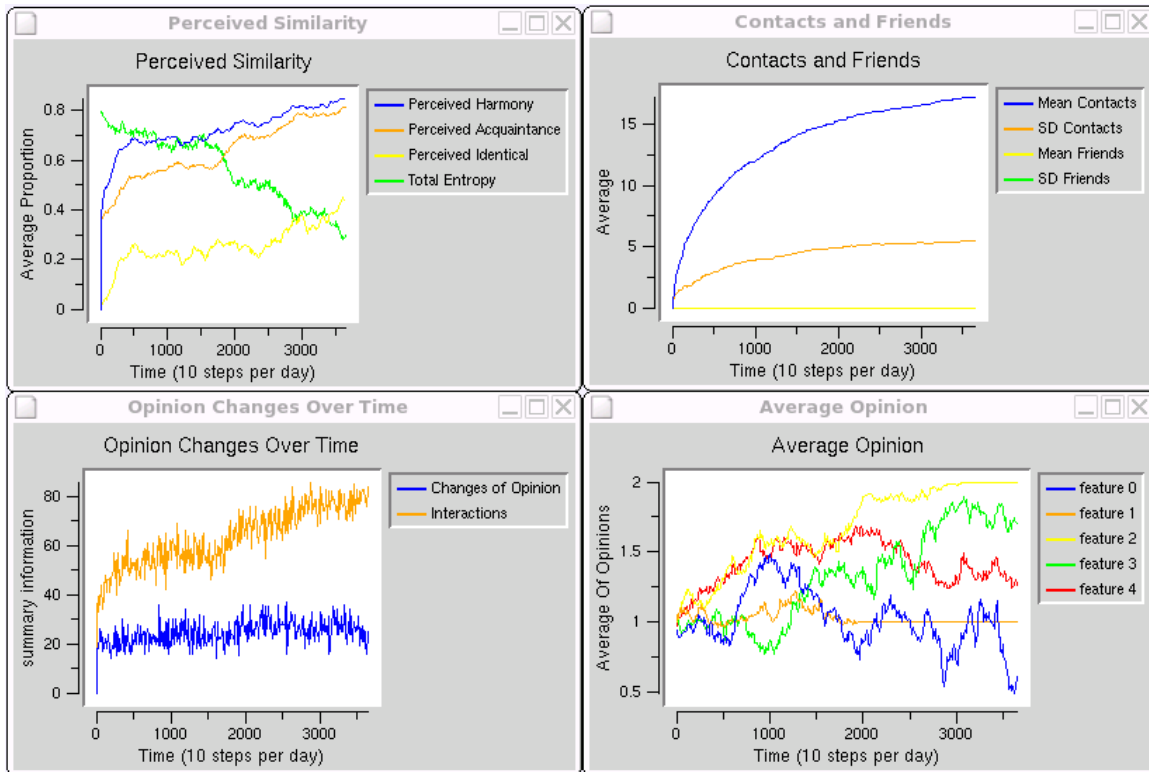 Perceived Similarity
Perceived Similarity
Average Proportion
0.8
0.6
0.4
0.2
0
0
1000
2000
3000
Time (10 steps per day)
Perceived Harmony
Perceived Acquaintance
Perceived Identical
Total Entropy
Contacts and Friends
Contacts and Friends
Average
15
10
5
0
0
1000
2000
3000
Time (10 steps per day)
Mean Contacts
SD Contacts
Mean Friends
SD Friends
Opinion Changes Over Time
Opinion Changes Over Time
summary information
80
60
40
20
0
0
1000
2000
3000
Time (10 steps per day)
Changes of Opinion
Interactions
Average Opinion
Average Opinion
Average Of Opinions
2
1.5
1
0.5
0
1000
2000
3000
Time (10 steps per day)
feature 0
feature 1
feature 2
feature 3
feature 4